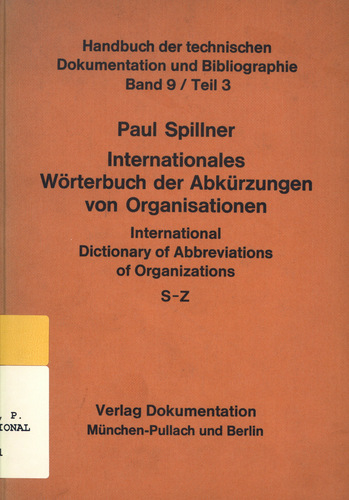 Handbuch der technischen
Dokumentation und Bibliographie
Band 9 / Teil 3
Paul Spillner
Internationales
Wörterbuch der Abkürzungen
von Organisationen
International
Dictionary of Abbreviations
of Organizations
S-Z
, P.
IONAL
Verlag Dokumentation
München-Pullach und Berlin